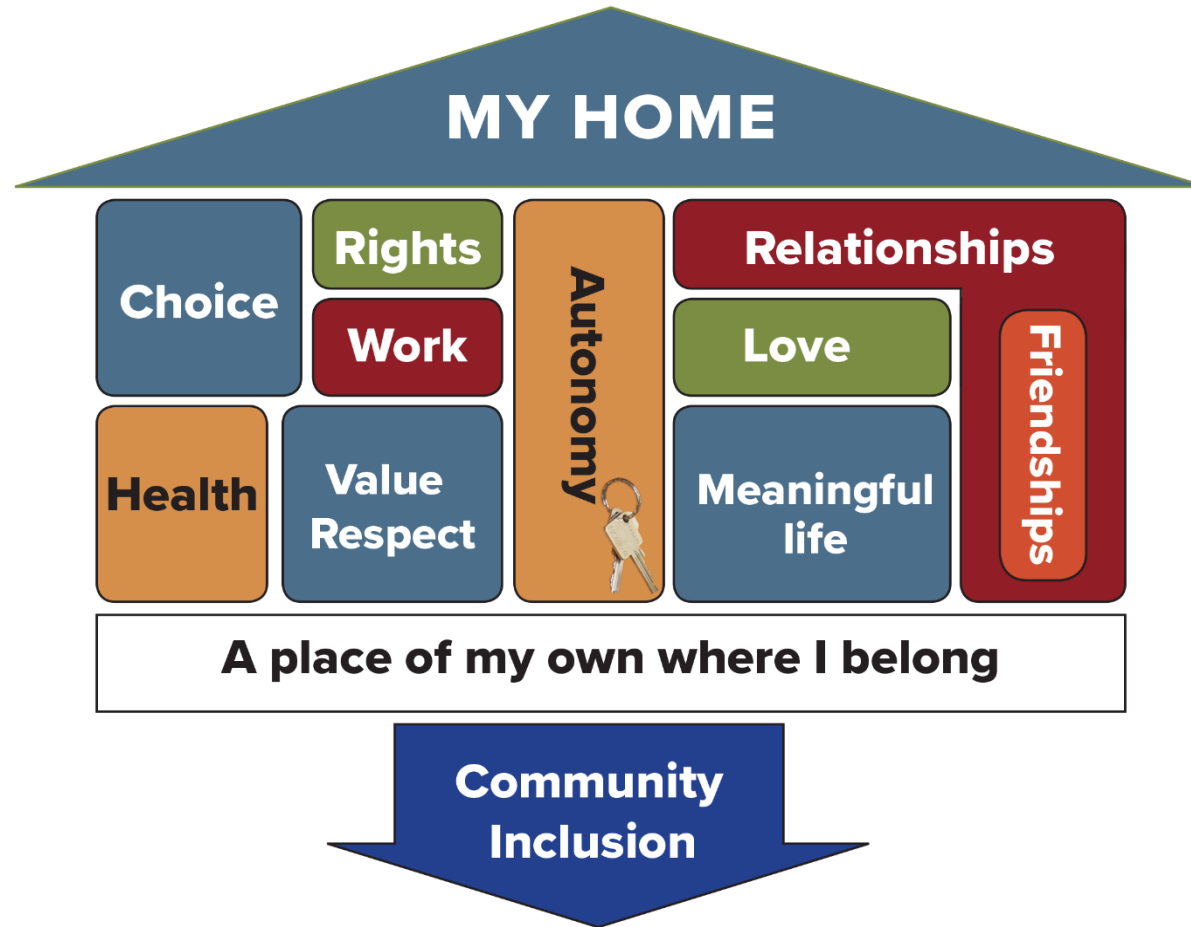 MY HOME
Choice
Rights
Work
Autonomy
Relationships
Love
Friendships
Health
Value
Respect
Meaningful
life
A place of my own where I belong
Community
Inclusion